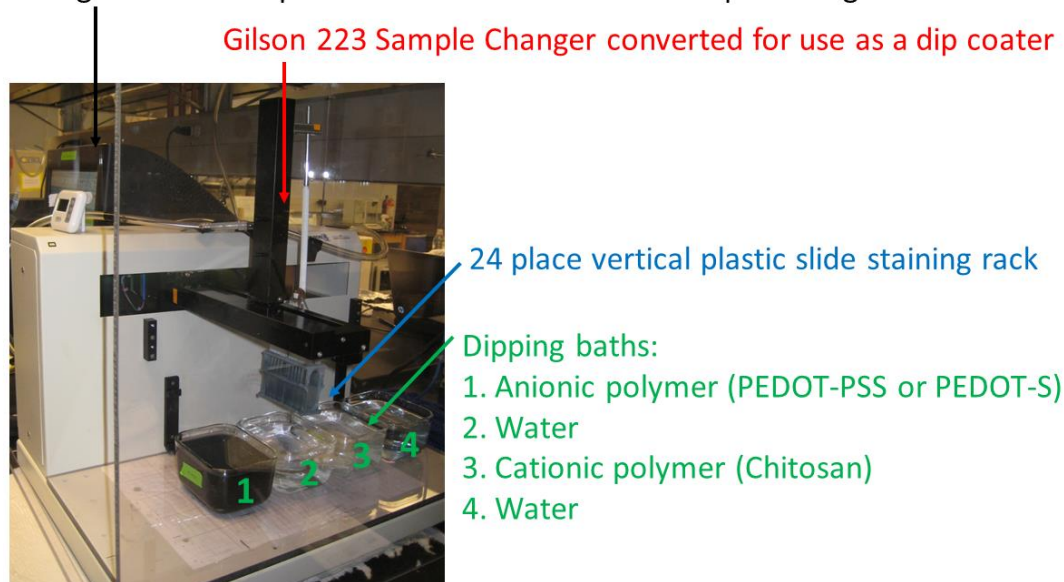 Gilson 223 Sample Changer converted for use as a dip coater
24 place vertical plastic slide staining rack
Dipping baths:
1. Anionic polymer (PEDOT-PSS or PEDOT-S)
2. Water
3. Cationic polymer (Chitosan)
4. Water
1
2
3
4